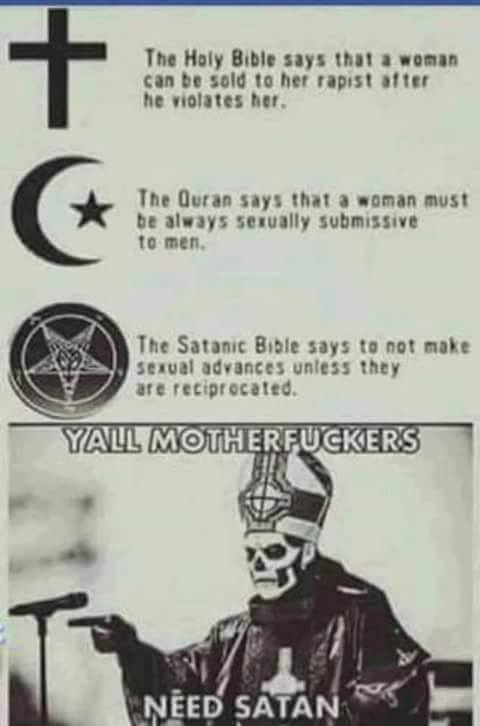 The Holy Bible says that a woman
can be sold to her rapist after
he violates her.
The Quran says that a woman must
be always sexually submissive
to men.
The Satanic Bible says to not make
sexual advances unless they
are reciprocated.
YALL MOTHERFUCKERS
NEED SATAN